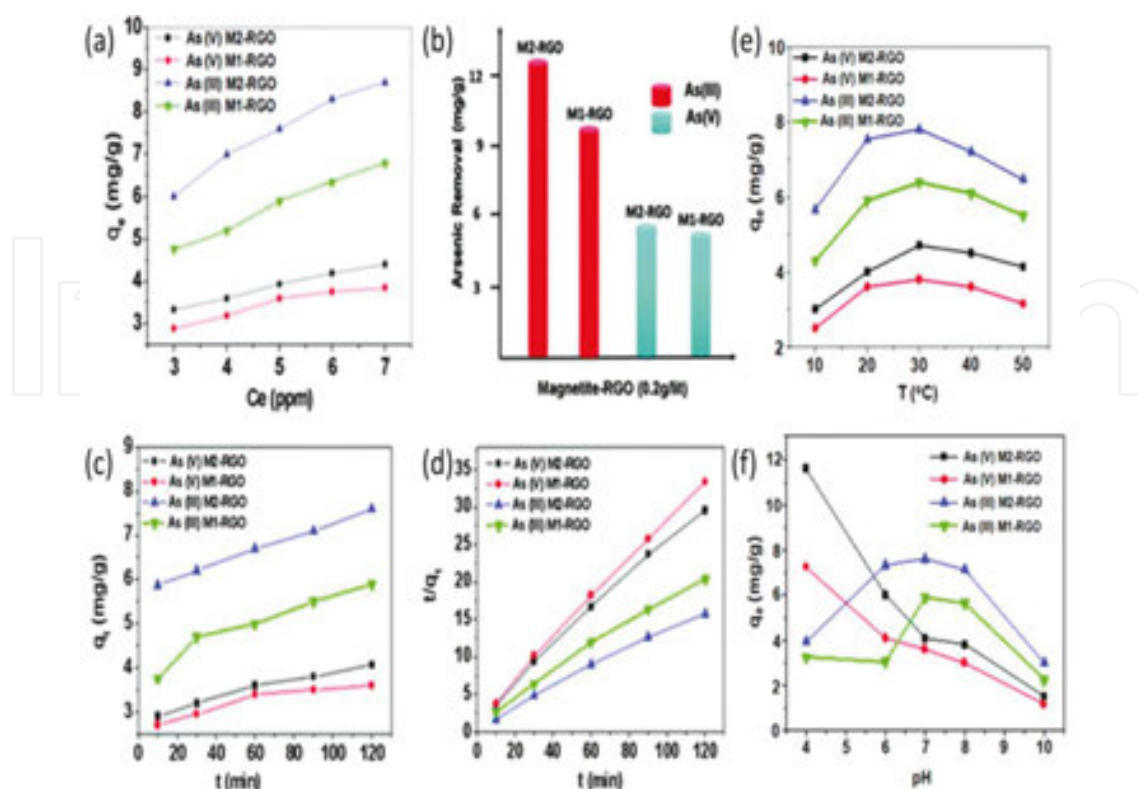 (a)
As (V) M2-RGO
As (V) M1-RGO
As (III) M2-RGO
As (III) M1-RGO
10
9
8
7
6
5
4
3
qe (mg/g)
3 4 5 6 7
Ce (ppm)
(b)
M2-RGO
M1-RGO
As(III)
As(V)
M2-RGO
M1-RGO
12
9
6
3
Arsenic Removal (mg/g)
Magnetite-RGO (0.2g/lit)
(e)
As (V) M2-RGO
As (V) M1-RGO
As (III) M2-RGO
As (III) M1-RGO
10
8
6
4
2
qe (mg/g)
10 20 30 40 50
T (°C)
(c)
As (V) M2-RGO
As (V) M1-RGO
As (III) M2-RGO
As (III) M1-RGO
9
8
7
6
5
4
3
qt (mg/g)
0 20 40 60 80 100 120
t (min)
(d)
As (V) M2-RGO
As (V) M1-RGO
As (III) M2-RGO
As (III) M1-RGO
35
30
25
20
15
10
5
0
t/qt
0 20 40 60 80 100 120
t (min)
(f)
As (V) M2-RGO
As (V) M1-RGO
As (III) M2-RGO
As (III) M1-RGO
12
10
8
6
4
2
0
qe (mg/g)
4 5 6 7 8 9 10
pH